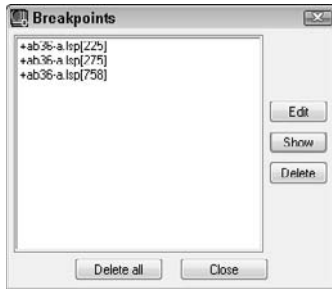 Breakpoints
+ab36-a.lsp[225]
+ab36-a.lsp[275]
+ab36-a.lsp[758]
Edit
Show
Delete
Delete all
Close